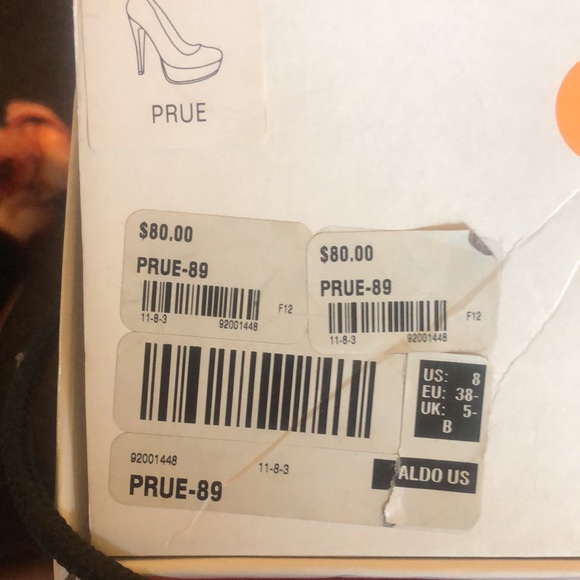 PRUE
$80.00
PRUE-89
11-8-3 92001448
F12
$80.00
PRUE-89
11-8-3 92001448
F12
US: 8
EU: 38-
UK: 5-
B
92001448 11-8-3
PRUE-89
ALDO US